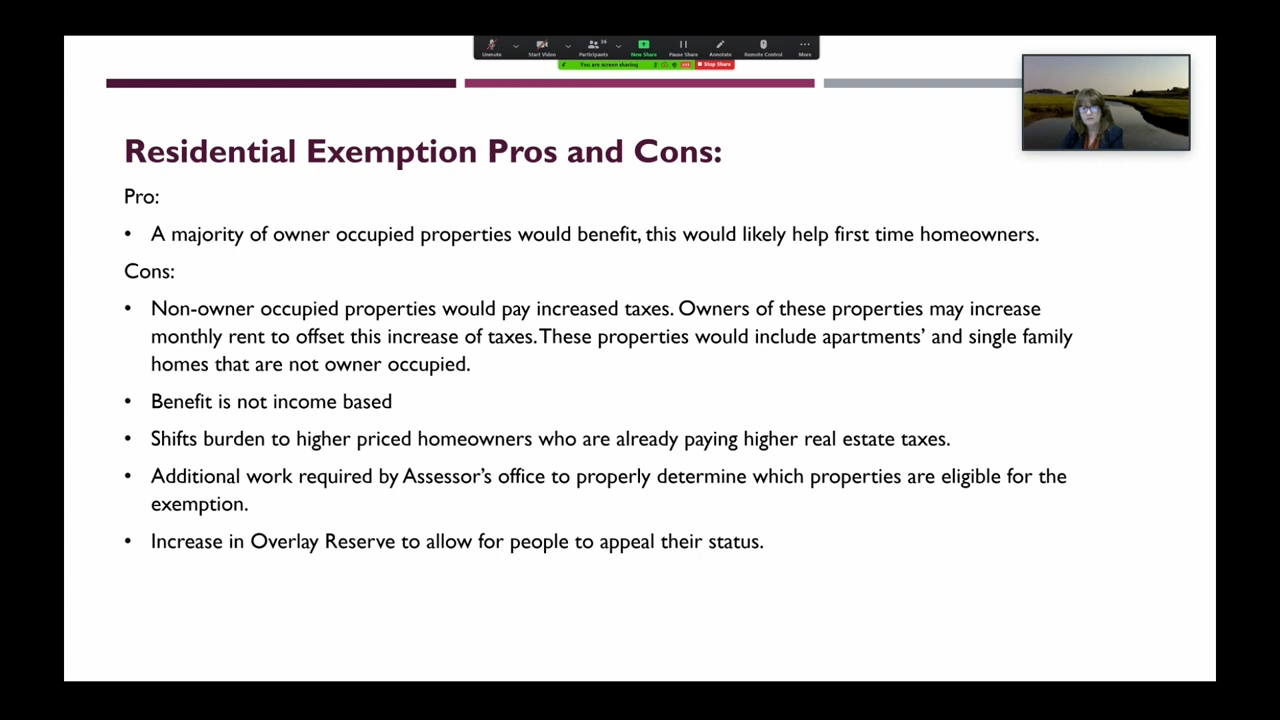 Unmute
Start Video
Participants
38
New Share
Pause Share
Annotate
Remote Control
More
You are screen sharing
Stop Share
Residential Exemption Pros and Cons:
Pro:
• A majority of owner occupied properties would benefit, this would likely help first time homeowners.
Cons:
• Non-owner occupied properties would pay increased taxes. Owners of these properties may increase
monthly rent to offset this increase of taxes. These properties would include apartments’ and single family
homes that are not owner occupied.
• Benefit is not income based
• Shifts burden to higher priced homeowners who are already paying higher real estate taxes.
• Additional work required by Assessor’s office to properly determine which properties are eligible for the
exemption.
• Increase in Overlay Reserve to allow for people to appeal their status.